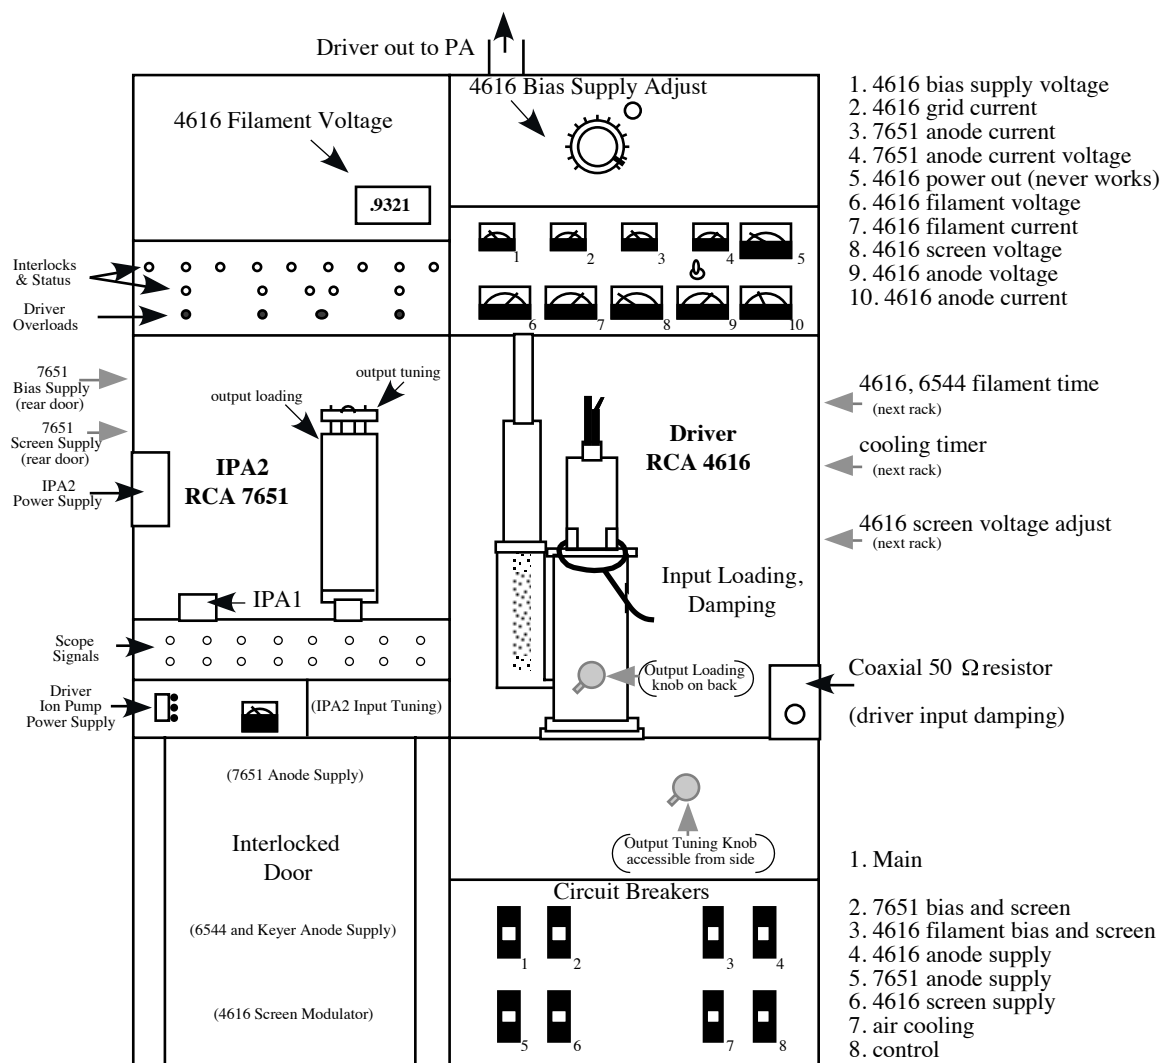 Driver out to PA
4616 Bias Supply Adjust
4616 Filament Voltage
.9321
1. 4616 bias supply voltage
2. 4616 grid current
3. 7651 anode current
4. 7651 anode current voltage
5. 4616 power out (never works)
6. 4616 filament voltage
7. 4616 filament current
8. 4616 screen voltage
9. 4616 anode voltage
10. 4616 anode current
1
2
3
4
5
6
7
8
9
10
Interlocks
& Status
Driver
Overloads
7651
Bias Supply
(rear door)
7651
Screen Supply
(rear door)
IPA2
Power Supply
output tuning
output loading
IPA2
RCA 7651
IPA1
Driver
RCA 4616
Input Loading,
Damping
4616, 6544 filament time
(next rack)
cooling timer
(next rack)
4616 screen voltage adjust
(next rack)
Scope
Signals
Driver
Ion Pump
Power Supply
(IPA2 Input Tuning)
(Output Loading
knob on back)
Coaxial 50 Ω resistor
(driver input damping)
(7651 Anode Supply)
Interlocked
Door
(6544 and Keyer Anode Supply)
(4616 Screen Modulator)
(Output Tuning Knob
accessible from side)
Circuit Breakers
1
2
3
4
5
6
7
8
1. Main
2. 7651 bias and screen
3. 4616 filament bias and screen
4. 4616 anode supply
5. 7651 anode supply
6. 4616 screen supply
7. air cooling
8. control